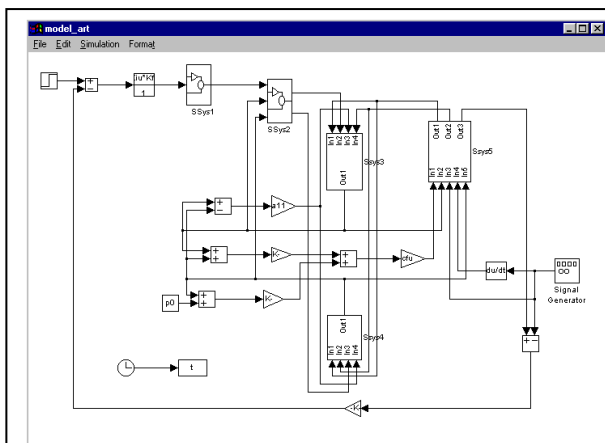 model_art
File Edit Simulation Format
1
SSys1
SSys2
In1 In2 In3 In4
Out1
Ssys3
Out1 Out2 Out3
In1 In2 In3 In4 In5
Ssys5
a11
K-
K-
p0
cfu
du/dt
Signal
Generator
Out1
In1 In2 In3 In4
Ssys4
t
-K